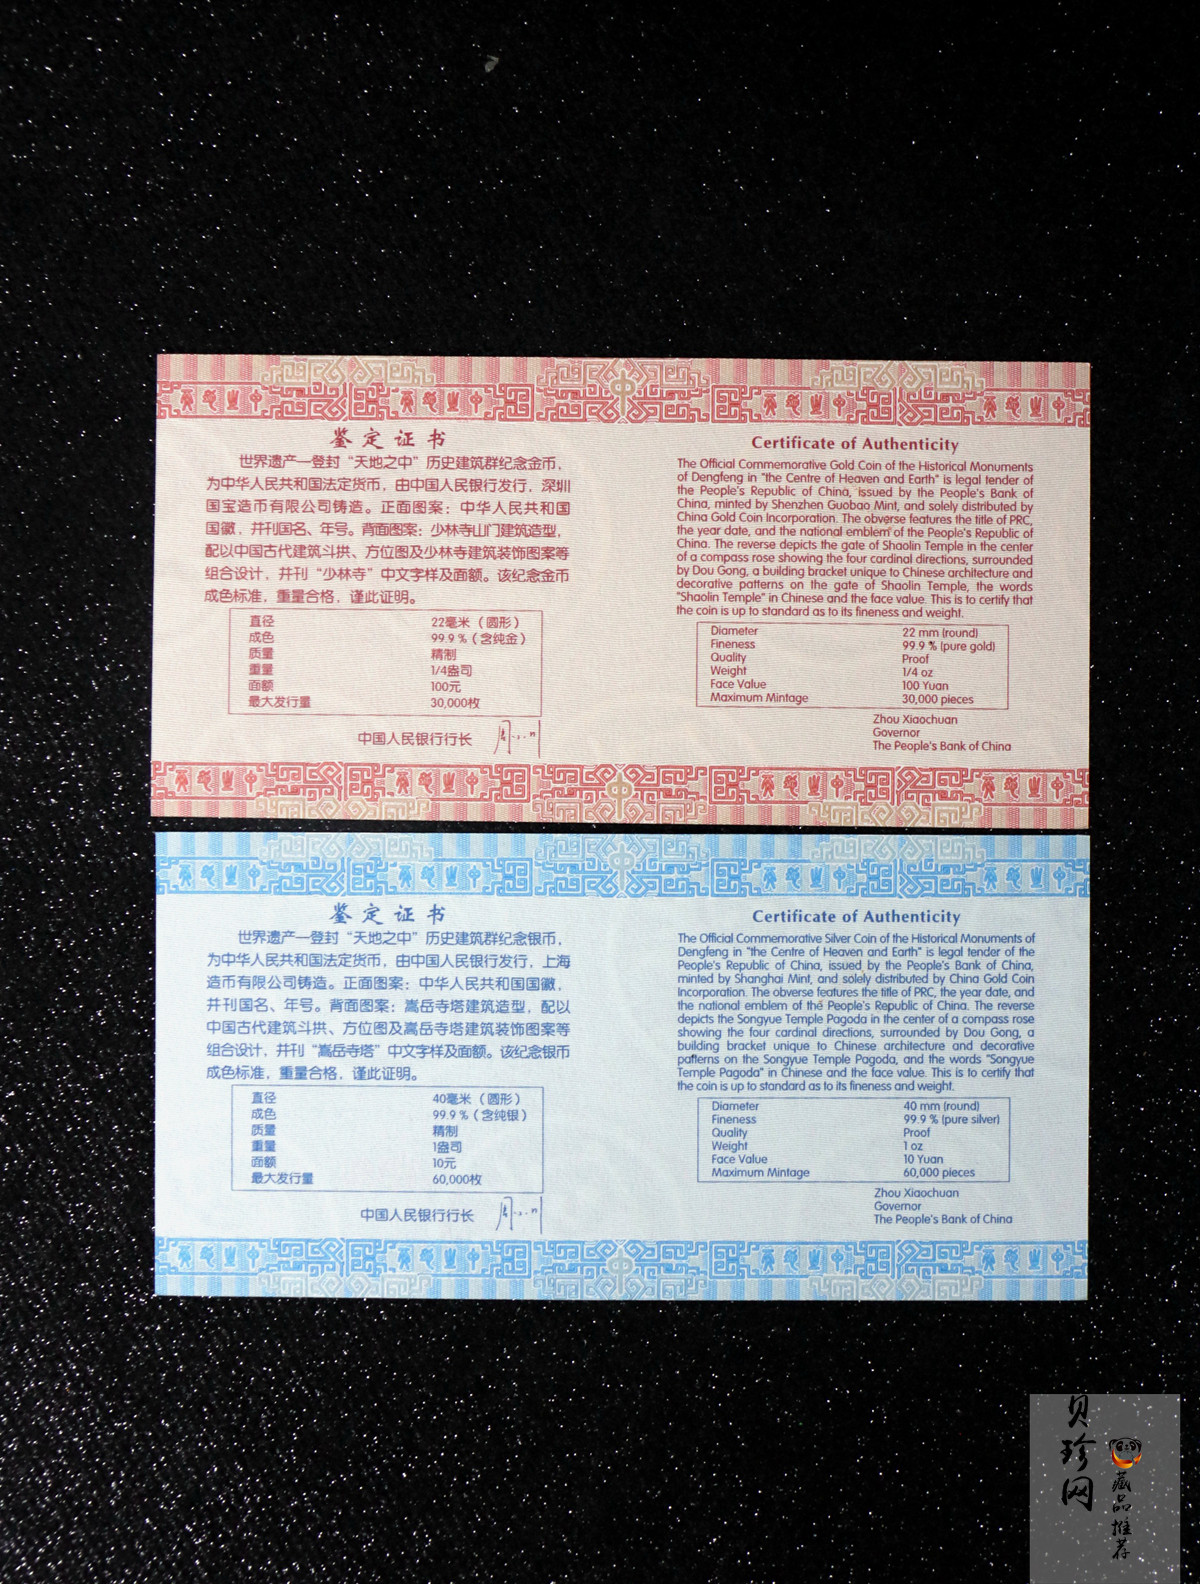 鉴定证书
世界遗产—登封“天地之中”历史建筑群纪念金币，
为中华人民共和国法定货币，由中国人民银行发行，深圳
国宝造币有限公司铸造。正面图案：中华人民共和国
国徽，并刊国名、年号。背面图案：少林寺山门建筑造型，
配以中国古代建筑斗拱、方位图及少林寺建筑装饰图案等
组合设计，并刊“少林寺”中文字样及面额。该纪念金币
成色标准，重量合格，谨此证明。
直径 22毫米（圆形）
成色 99.9％（含纯金）
质量 精制
重量 1/4盎司
面额 100元
最大发行量 30,000枚
中国人民银行行长
Certificate of Authenticity
The Official Commemorative Gold Coin of the Historical Monuments
of Dengfeng in "the Centre of Heaven and Earth" is legal tender of
the People's Republic of China, issued by the People's Bank of
China, minted by Shenzhen Guobao Mint, and solely distributed by
China Gold Coin Incorporation. The obverse features the title of PRC,
the year date, and the national emblem of the People's Republic of
China. The reverse depicts the gate of Shaolin Temple in the center
of a compass rose showing the four cardinal directions, surrounded
by Dou Gong, a building bracket unique to Chinese architecture and
decorative patterns on the gate of Shaolin Temple, the words
"Shaolin Temple" in Chinese and the face value. This is to certify that
the coin is up to standard as to its fineness and weight.
Diameter 22 mm (round)
Fineness 99.9 % (pure gold)
Quality Proof
Weight 1/4 oz
Face Value 100 Yuan
Maximum Mintage 30,000 pieces
Zhou Xiaochuan
Governor
The People's Bank of China
鉴定证书
世界遗产—登封“天地之中”历史建筑群纪念银币，
为中华人民共和国法定货币，由中国人民银行发行，上海
造币有限公司铸造。正面图案：中华人民共和国国徽，
并刊国名、年号。背面图案：嵩岳寺塔建筑造型，配以
中国古代建筑斗拱、方位图及嵩岳寺塔建筑装饰图案等
组合设计，并刊“嵩岳寺塔”中文字样及面额。该纪念银币
成色标准，重量合格，谨此证明。
直径 40毫米（圆形）
成色 99.9％（含纯银）
质量 精制
重量 1盎司
面额 10元
最大发行量 60,000枚
中国人民银行行长
Certificate of Authenticity
The Official Commemorative Silver Coin of the Historical Monuments of
Dengfeng in "the Centre of Heaven and Earth" is legal tender of the
People's Republic of China, issued by the People's Bank of China,
minted by Shanghai Mint, and solely distributed by China Gold Coin
Incorporation. The obverse features the title of PRC, the year date, and
the national emblem of the People's Republic of China. The reverse
depicts the Songyue Temple Pagoda in the center of a compass rose
showing the four cardinal directions, surrounded by Dou Gong, a
building bracket unique to Chinese architecture and decorative
patterns on the Songyue Temple Pagoda, and the words "Songyue
Temple Pagoda" in Chinese and the face value. This is to certify that
the coin is up to standard as to its fineness and weight.
Diameter 40 mm (round)
Fineness 99.9 % (pure silver)
Quality Proof
Weight 1 oz
Face Value 10 Yuan
Maximum Mintage 60,000 pieces
Zhou Xiaochuan
Governor
The People's Bank of China
贝珍网
藏品推荐